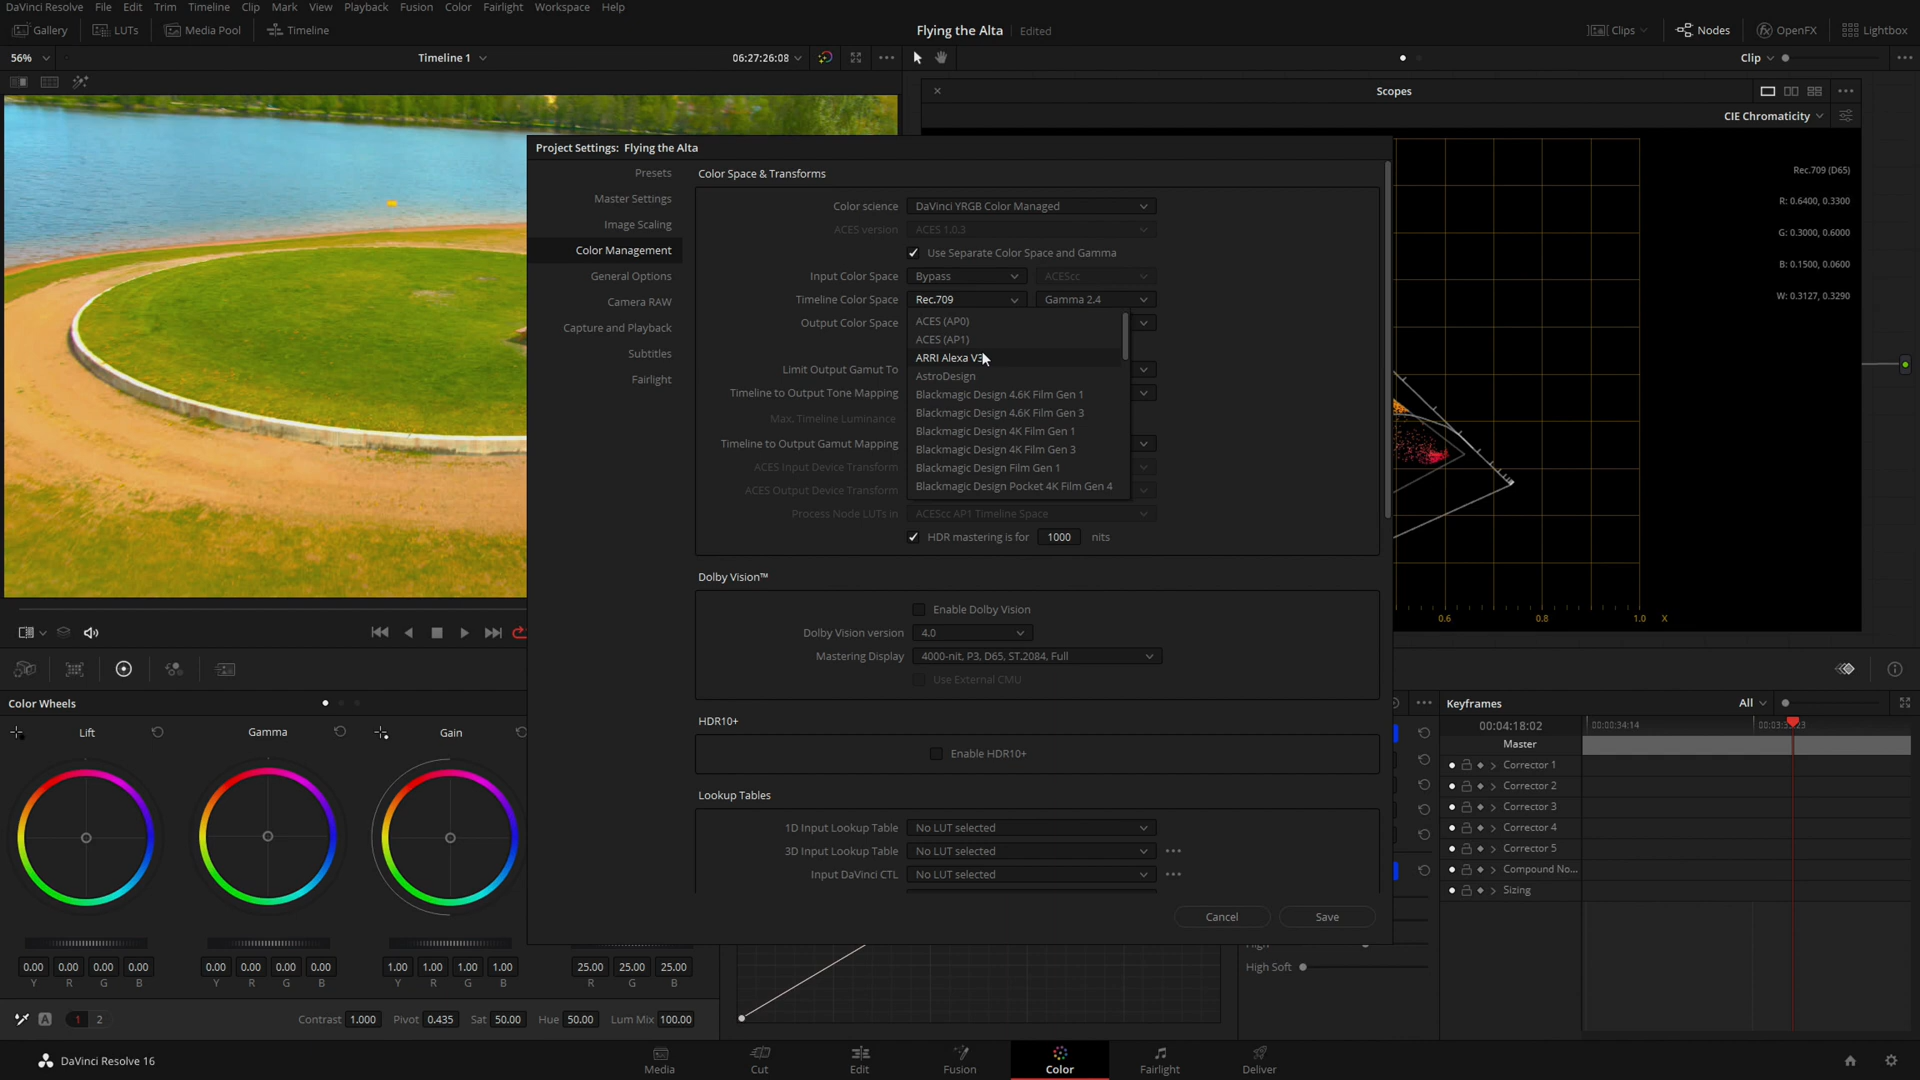 DaVinci Resolve File Edit Trim Timeline Clip Mark View Playback Fusion Color Fairlight Workspace Help
Gallery LUTs Media Pool Timeline Flying the Alta Edited Clips Nodes OpenFX Lightbox
56% Timeline 1 06:27:26:08 Clip
Scopes
CIE Chromaticity
Project Settings: Flying the Alta
Presets
Master Settings
Image Scaling
Color Management
General Options
Camera RAW
Capture and Playback
Subtitles
Fairlight
Color Space & Transforms
Color science DaVinci YRGB Color Managed
ACES version ACES 1.0.3
Use Separate Color Space and Gamma
Input Color Space Bypass ACEScc
Timeline Color Space Rec.709 Gamma 2.4
Output Color Space
Limit Output Gamut To
Timeline to Output Tone Mapping
Max. Timeline Luminance
Timeline to Output Gamut Mapping
ACES Input Device Transform
ACES Output Device Transform
Process Node LUTs in ACEScc AP1 Timeline Space
ACES (AP0)
ACES (AP1)
ARRI Alexa V3
AstroDesign
Blackmagic Design 4.6K Film Gen 1
Blackmagic Design 4.6K Film Gen 3
Blackmagic Design 4K Film Gen 1
Blackmagic Design 4K Film Gen 3
Blackmagic Design Film Gen 1
Blackmagic Design Pocket 4K Film Gen 4
HDR mastering is for 1000 nits
Dolby Vision™
Enable Dolby Vision
Dolby Vision version 4.0
Mastering Display 4000-nit, P3, D65, ST.2084, Full
Use External CMU
HDR10+
Enable HDR10+
Lookup Tables
1D Input Lookup Table No LUT selected
3D Input Lookup Table No LUT selected
Input DaVinci CTL No LUT selected
Cancel Save
Rec.709 (D65)
R: 0.6400, 0.3300
G: 0.3000, 0.6000
B: 0.1500, 0.0600
W: 0.3127, 0.3290
0.6 0.8 1.0 X
Color Wheels
Lift Gamma Gain
0.00 0.00 0.00 0.00 0.00 0.00 0.00 0.00 1.00 1.00 1.00 1.00 25.00 25.00 25.00
Y R G B Y R G B Y R G B R G B
A 1 2 Contrast 1.000 Pivot 0.435 Sat 50.00 Hue 50.00 Lum Mix 100.00
High
High Soft
Keyframes All
00:04:18:02 00:00:34:14
Master
Corrector 1
Corrector 2
Corrector 3
Corrector 4
Corrector 5
Compound No...
Sizing
DaVinci Resolve 16
Media Cut Edit Fusion Color Fairlight Deliver